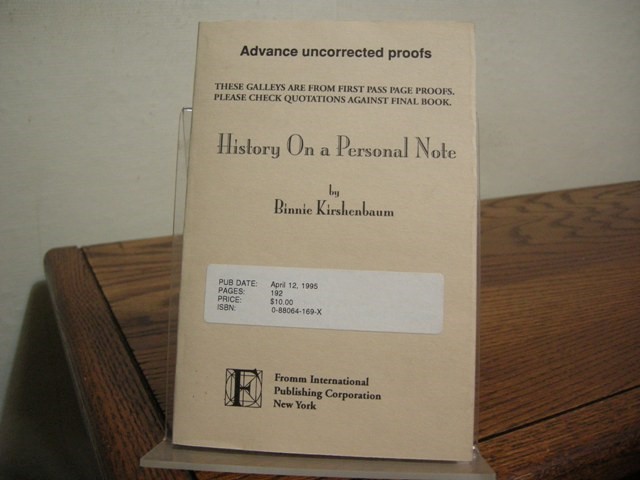 Advance uncorrected proofs
THESE GALLEYS ARE FROM FIRST PASS PAGE PROOFS.
PLEASE CHECK QUOTATIONS AGAINST FINAL BOOK.
History On a Personal Note
by
Binnie Kirshenbaum
PUB DATE: April 12, 1995
PAGES: 192
PRICE: $10.00
ISBN: 0-88064-169-X
F
Fromm International
Publishing Corporation
New York